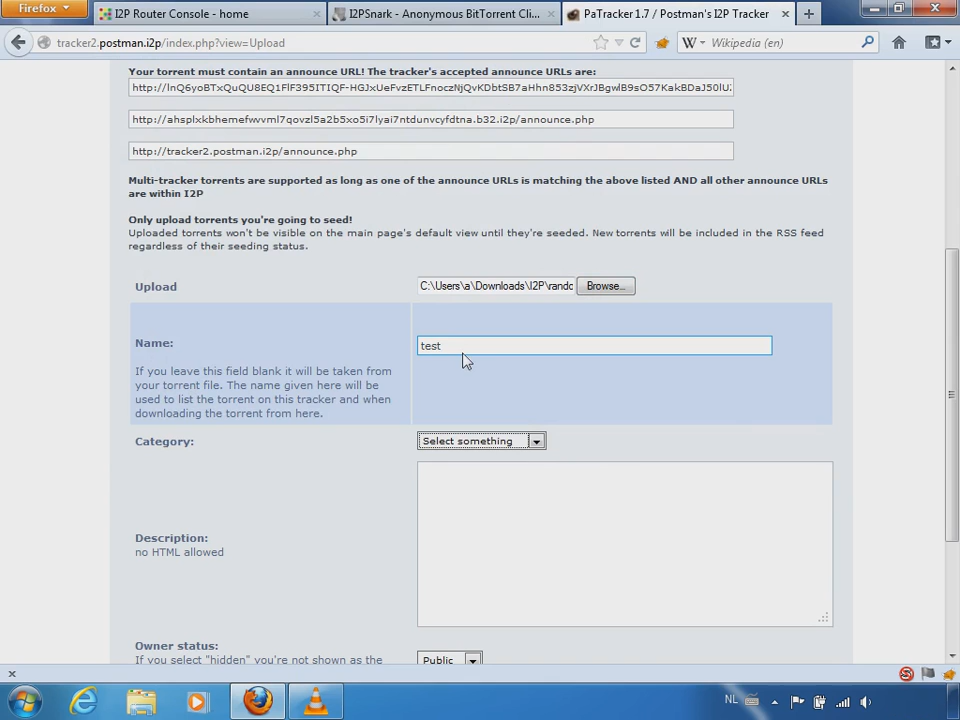 Firefox
I2P Router Console - home
I2PSnark - Anonymous BitTorrent Cli...
PaTracker 1.7 / Postman's I2P Tracker
tracker2.postman.i2p/index.php?view=Upload
Wikipedia (en)
Your torrent must contain an announce URL! The tracker's accepted announce URLs are:
http://ahsplxkbhemefwvvml7qovzl5a2b5xo5i7lyai7ntdunvcyfdtna.b32.i2p/announce.php
http://tracker2.postman.i2p/announce.php
Multi-tracker torrents are supported as long as one of the announce URLs is matching the above listed AND all other announce URLs
are within I2P
Only upload torrents you're going to seed!
Uploaded torrents won't be visible on the main page's default view until they're seeded. New torrents will be included in the RSS feed
regardless of their seeding status.
Upload
C:\Users\a\Downloads\I2P\rando
Browse...
Name:
test
If you leave this field blank it will be taken
from your torrent file. The name given here will be
used to list the torrent on this tracker and when
downloading the torrent from here.
Category:
Select something
Description:
no HTML allowed
Owner status:
If you select "hidden" you're not shown as the
Public
NL